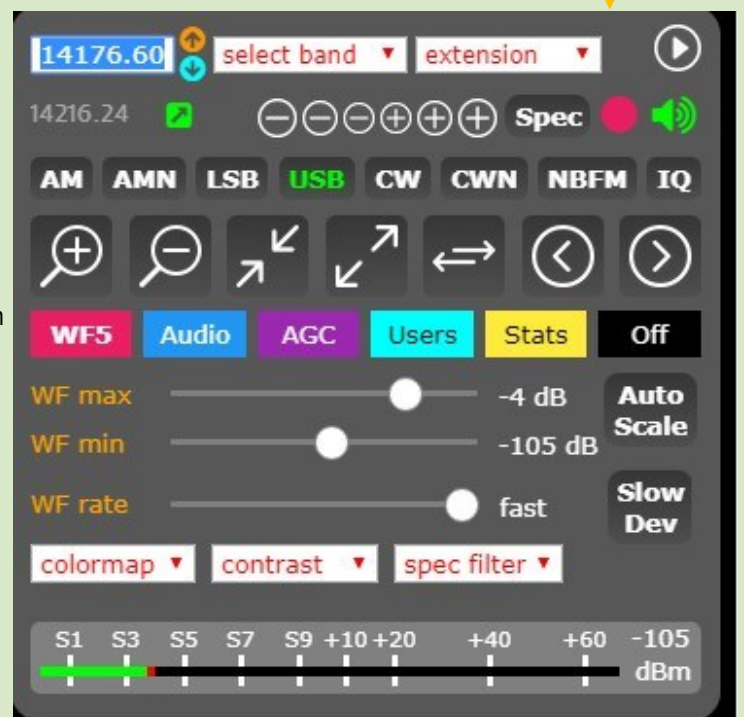 14176.60 select band extension
14216.24 Spec
AM AMN LSB USB CW CWN NBFM IQ
WF5 Audio AGC Users Stats Off
WF max -4 dB Auto Scale
WF min -105 dB
WF rate fast Slow Dev
colormap contrast spec filter
S1 S3 S5 S7 S9 +10 +20 +40 +60 -105 dBm